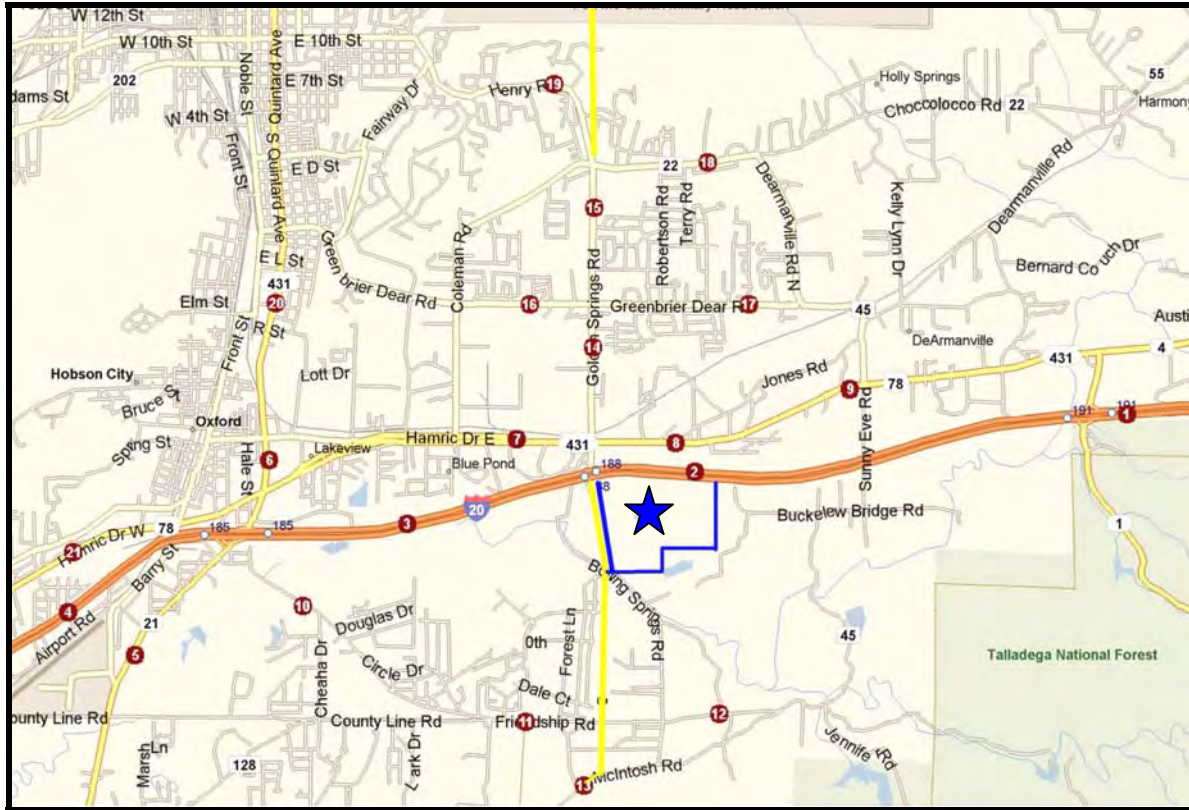 W 12th St
W 10th St
E 10th St
202
Noble St
S Quintard Ave
E 7th St
W 4th St
Fairway Dr
Henry R
19
Holly Springs
55
Choccolocco Rd
22
Harmony
Front St
E D St
22
18
15
Robertson Rd
Terry Rd
Dearmanville Rd N
Kelly Lynn Dr
Dearmanville Rd
E L St
Green brier Dear Rd
Coleman Rd
Golden Springs Rd
Bernard Co uch Dr
431
Elm St
20
16
Greenbrier Dear R
17
45
R St
Front St
14
DeArmanville
Austi
431
4
Hobson City
Lott Dr
Jones Rd
9
78
Bruce St
Oxford
191
191
1
Spring St
Hale St
Lakeview
Hamric Dr E
7
431
8
Sunny Eve Rd
6
Blue Pond
188
2
20
3
Buckelew Bridge Rd
78
185
185
1
Hamric Dr W
21
Barry St
4
10
Airport Rd
21
Douglas Dr
Boiling Springs Rd
45
5
Cheaha Dr
Circle Dr
0th
Forest Ln
Talladega National Forest
Dale Ct
ounty Line Rd
County Line Rd
Friendship Rd
11
12
Marsh Ln
128
Lark Dr
Jennife r Rd
13
McIntosh Rd